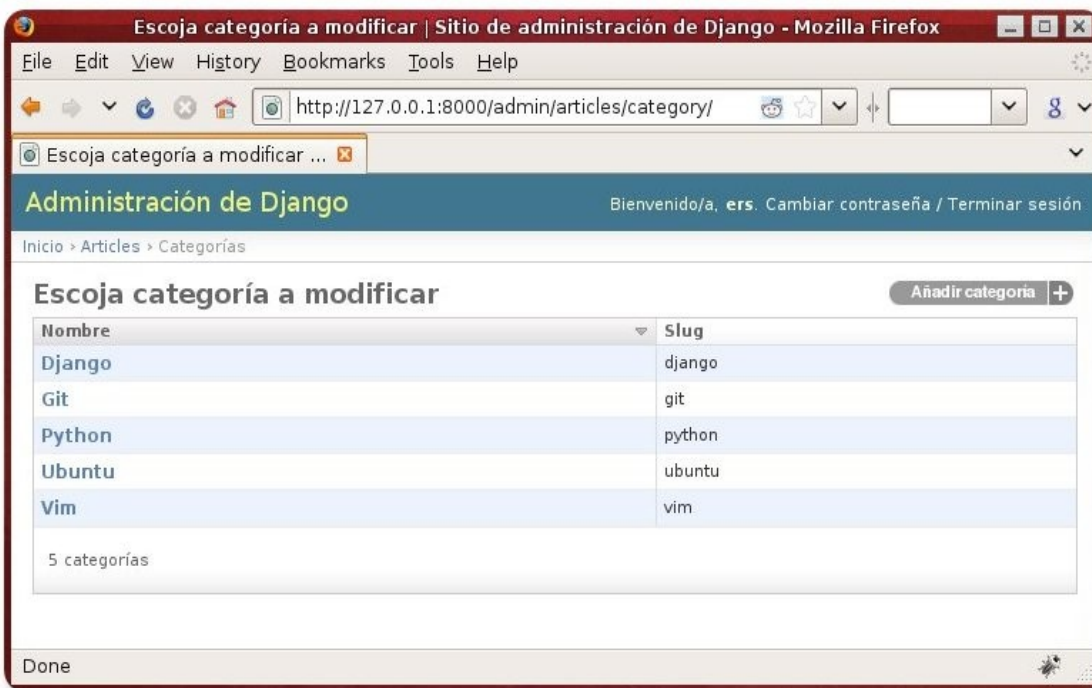 Escoja categoría a modificar | Sitio de administración de Django - Mozilla Firefox
File Edit View History Bookmarks Tools Help
http://127.0.0.1:8000/admin/articles/category/ g
Escoja categoría a modificar ...
Administración de Django Bienvenido/a, ers. Cambiar contraseña / Terminar sesión
Inicio › Articles › Categorías
Escoja categoría a modificar Añadir categoría +
Nombre Slug
Django django
Git git
Python python
Ubuntu ubuntu
Vim vim
5 categorías
Done